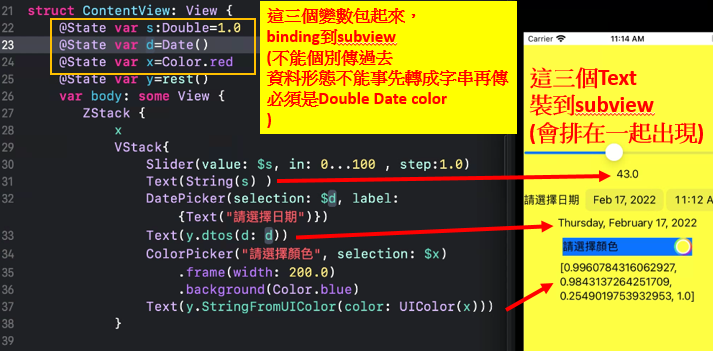 21 struct ContentView: View {
22 @State var s:Double=1.0
23 @State var d=Date()
24 @State var x=Color.red
25 @State var y=rest()
26 var body: some View {
27 ZStack {
28 x
29 VStack{
30 Slider(value: $s, in: 0...100 , step:1.0)
31 Text(String(s) )
32 DatePicker(selection: $d, label:
{Text("請選擇日期")})
33 Text(y.dtos(d: d))
34 ColorPicker("請選擇顏色", selection: $x)
35 .frame(width: 200.0)
36 .background(Color.blue)
37 Text(y.StringFromUIColor(color: UIColor(x)))
38 }
這三個變數包起來，
binding到subview
(不能個別傳過去
資料形態不能事先轉成字串再傳
必須是Double Date color
)
Carrier
11:14 AM
這三個Text
裝到subview
(會排在一起出現)
43.0
請選擇日期 Feb 17, 2022 11:12 A
Thursday, February 17, 2022
請選擇顏色
[0.9960784316062927,
0.9843137264251709,
0.2549019753932953, 1.0]